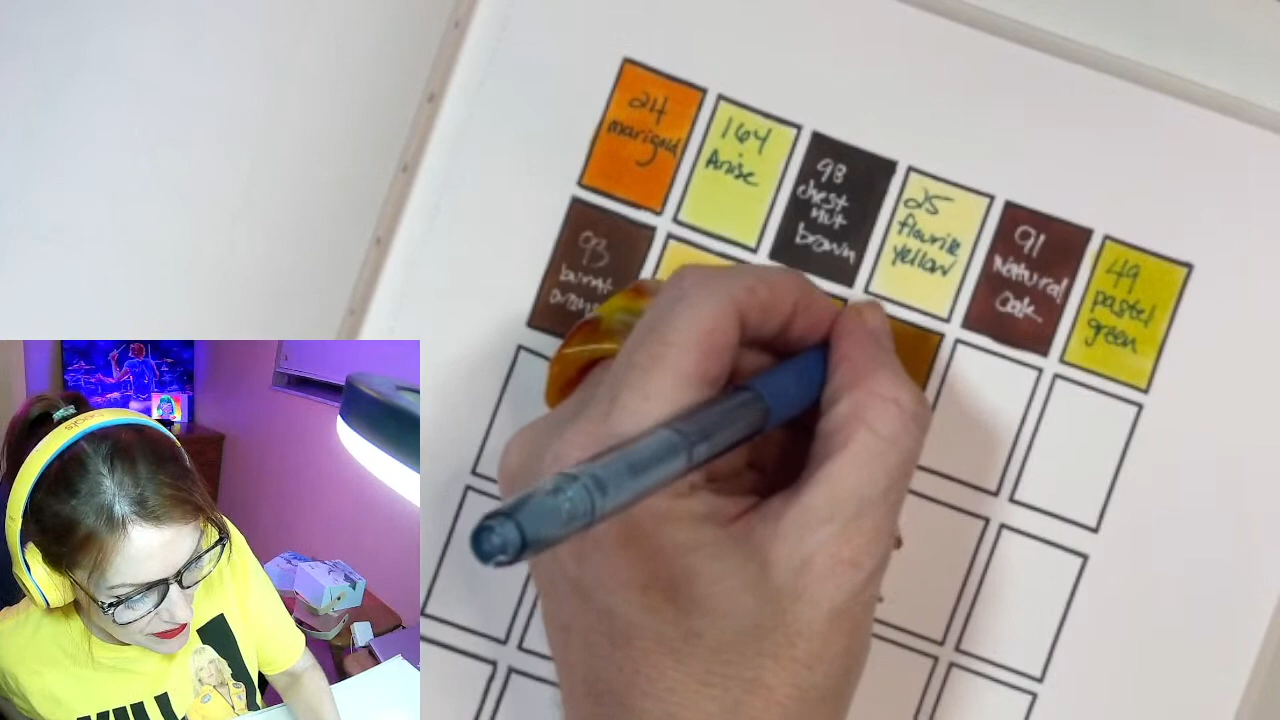 24
marigold
164
Anise
98
chest
nut
brown
25
flourite
yellow
91
Natural
Oak
49
pastel
green
93
burnt
KILL